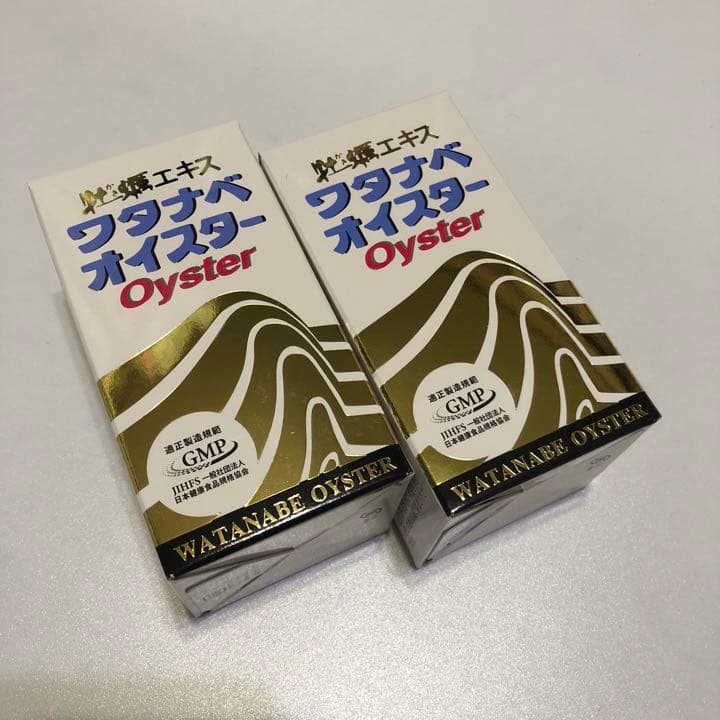 牡蠣エキス
かき
ワタナベ
オイスター
Oyster
適正製造規範
GMP
JIHFS 一般社団法人
日本健康食品規格協会
WATANABE OYSTER
牡蠣エキス
かき
ワタナベ
オイスター
Oyster
適正製造規範
GMP
JIHFS 一般社団法人
日本健康食品規格協会
WATANABE OYSTER